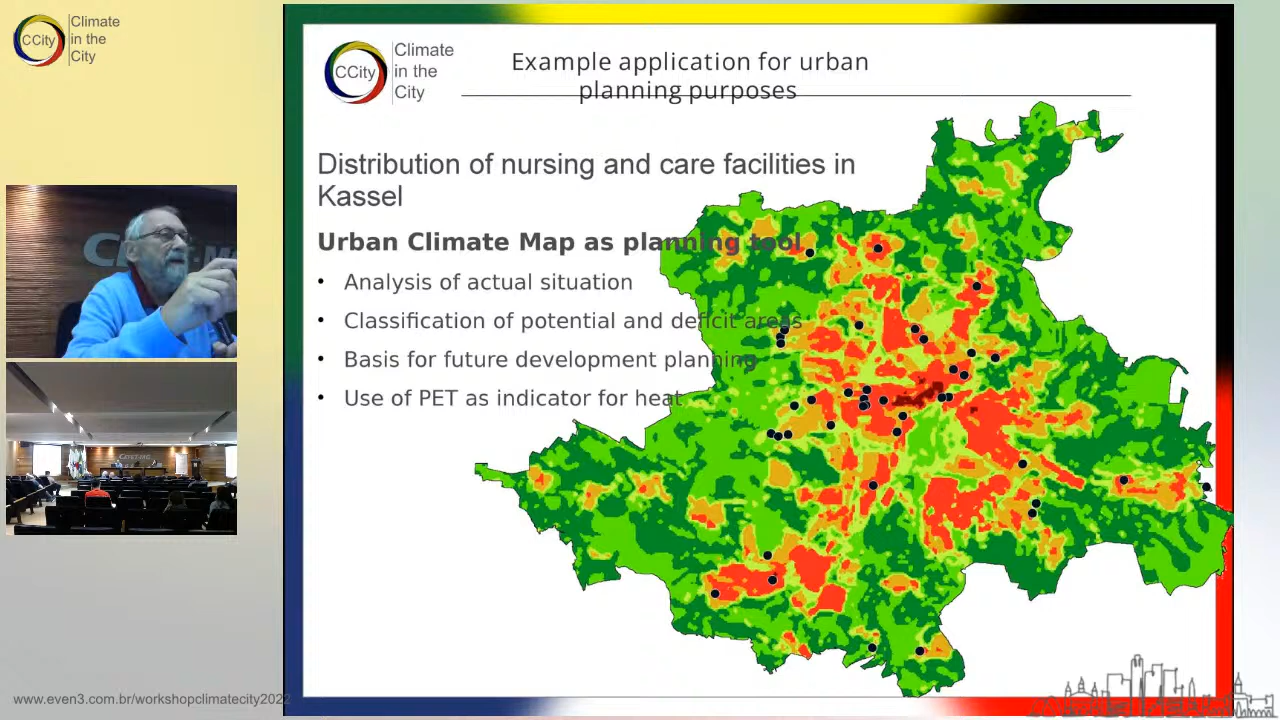 CCity
Climate
in the
City
CCity
Climate
in the
City
Example application for urban
planning purposes
Distribution of nursing and care facilities in
Kassel
Urban Climate Map as planning tool
• Analysis of actual situation
• Classification of potential and deficit areas
• Basis for future development planning
• Use of PET as indicator for heat
www.even3.com.br/workshopclimatecity2022